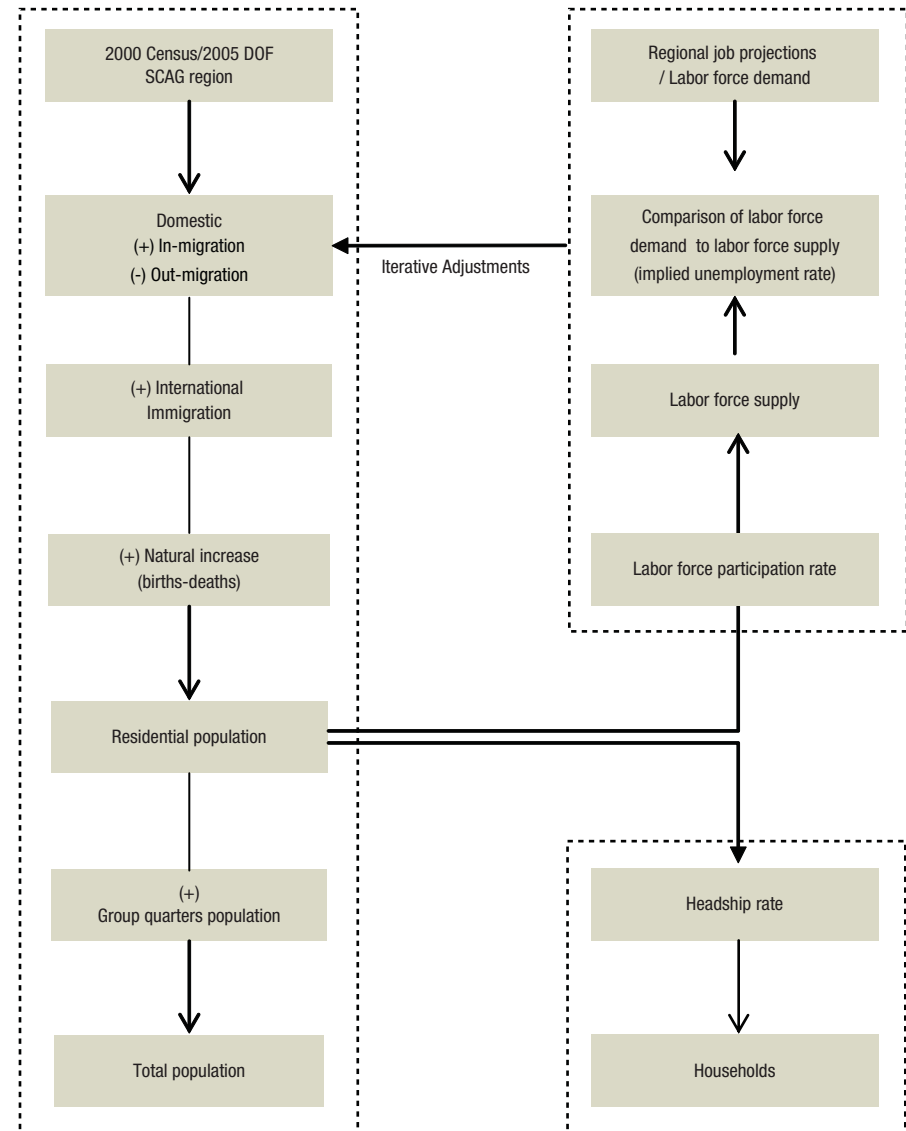 2000 Census/2005 DOF
SCAG region
Domestic
(+) In-migration
(-) Out-migration
(+) International
Immigration
(+) Natural increase
(births-deaths)
Residential population
(+)
Group quarters population
Total population
Iterative Adjustments
Regional job projections
/ Labor force demand
Comparison of labor force
demand to labor force supply
(implied unemployment rate)
Labor force supply
Labor force participation rate
Headship rate
Households